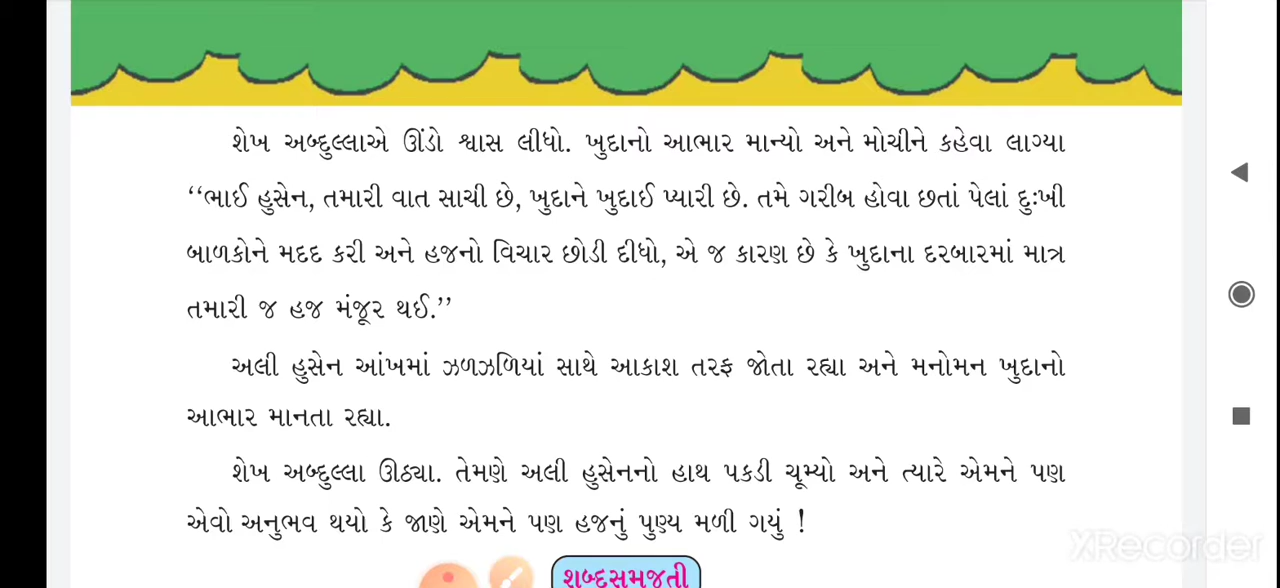 શેખ અબ્દુલ્લાએ ઊંડો શ્વાસ લીધો. ખુદાનો આભાર માન્યો અને મોચીને કહેવા લાગ્યા
‘‘ભાઈ હુસેન, તમારી વાત સાચી છે, ખુદાને ખુદાઈ પ્યારી છે. તમે ગરીબ હોવા છતાં પેલાં દુઃખી
બાળકોને મદદ કરી અને હજનો વિચાર છોડી દીધો, એ જ કારણ છે કે ખુદાના દરબારમાં માત્ર
તમારી જ હજ મંજૂર થઈ.’’
અલી હુસેન આંખમાં ઝળઝળિયાં સાથે આકાશ તરફ જોતા રહ્યા અને મનોમન ખુદાનો
આભાર માનતા રહ્યા.
શેખ અબ્દુલ્લા ઊઠ્યા. તેમણે અલી હુસેનનો હાથ પકડી ચૂમ્યો અને ત્યારે એમને પણ
એવો અનુભવ થયો કે જાણે એમને પણ હજનું પુણ્ય મળી ગયું !
XRecorder
શબ્દસમજતી